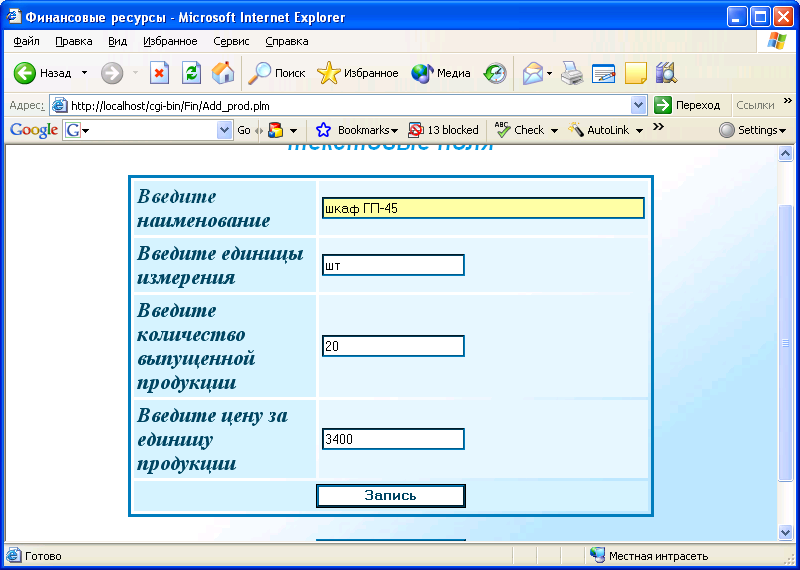 Финансовые ресурсы - Microsoft Internet Explorer
Файл Правка Вид Избранное Сервис Справка
Назад Поиск Избранное Медиа
Адрес: http://localhost/cgi-bin/Fin/Add_prod.plm Переход Ссылки »
Google G Go Bookmarks 13 blocked ABC Check AutoLink » Settings
текстовые поля
Введите
наименование
шкаф ГП-45
Введите единицы
измерения
шт
Введите
количество
выпущенной
продукции
20
Введите цену за
единицу
продукции
3400
Запись
Готово Местная интрасеть